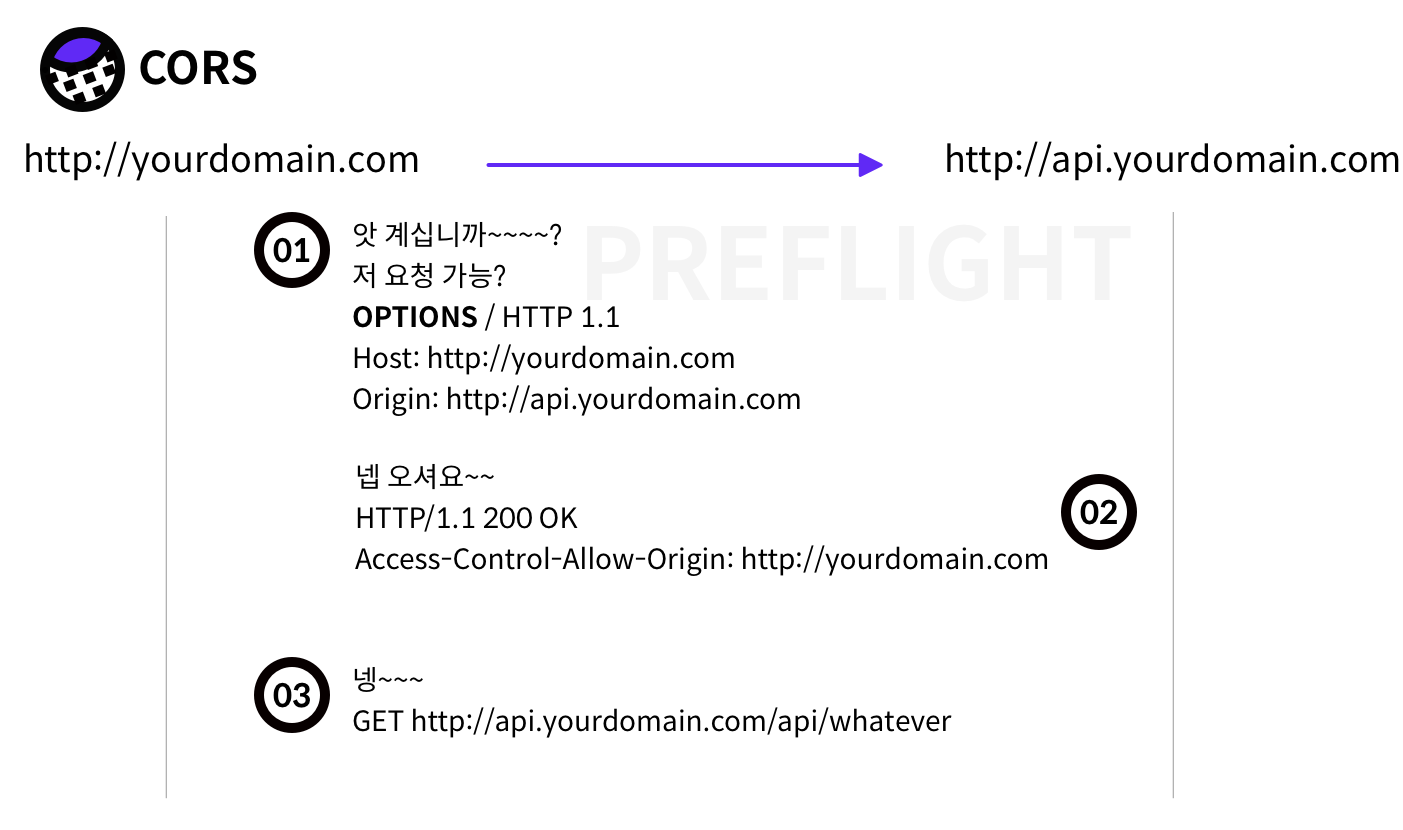 CORS
http://yourdomain.com
http://api.yourdomain.com
PREFLIGHT
01
앗 계십니까~~~~?
저 요청 가능?
OPTIONS / HTTP 1.1
Host: http://yourdomain.com
Origin: http://api.yourdomain.com
넵 오셔요~~
HTTP/1.1 200 OK
Access-Control-Allow-Origin: http://yourdomain.com
02
03
넹~~~
GET http://api.yourdomain.com/api/whatever